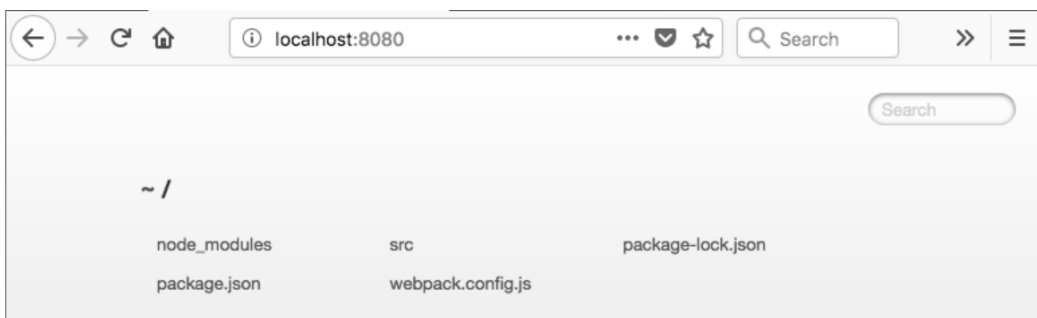 localhost:8080 Search
Search
~ /
node_modules src package-lock.json
package.json webpack.config.js